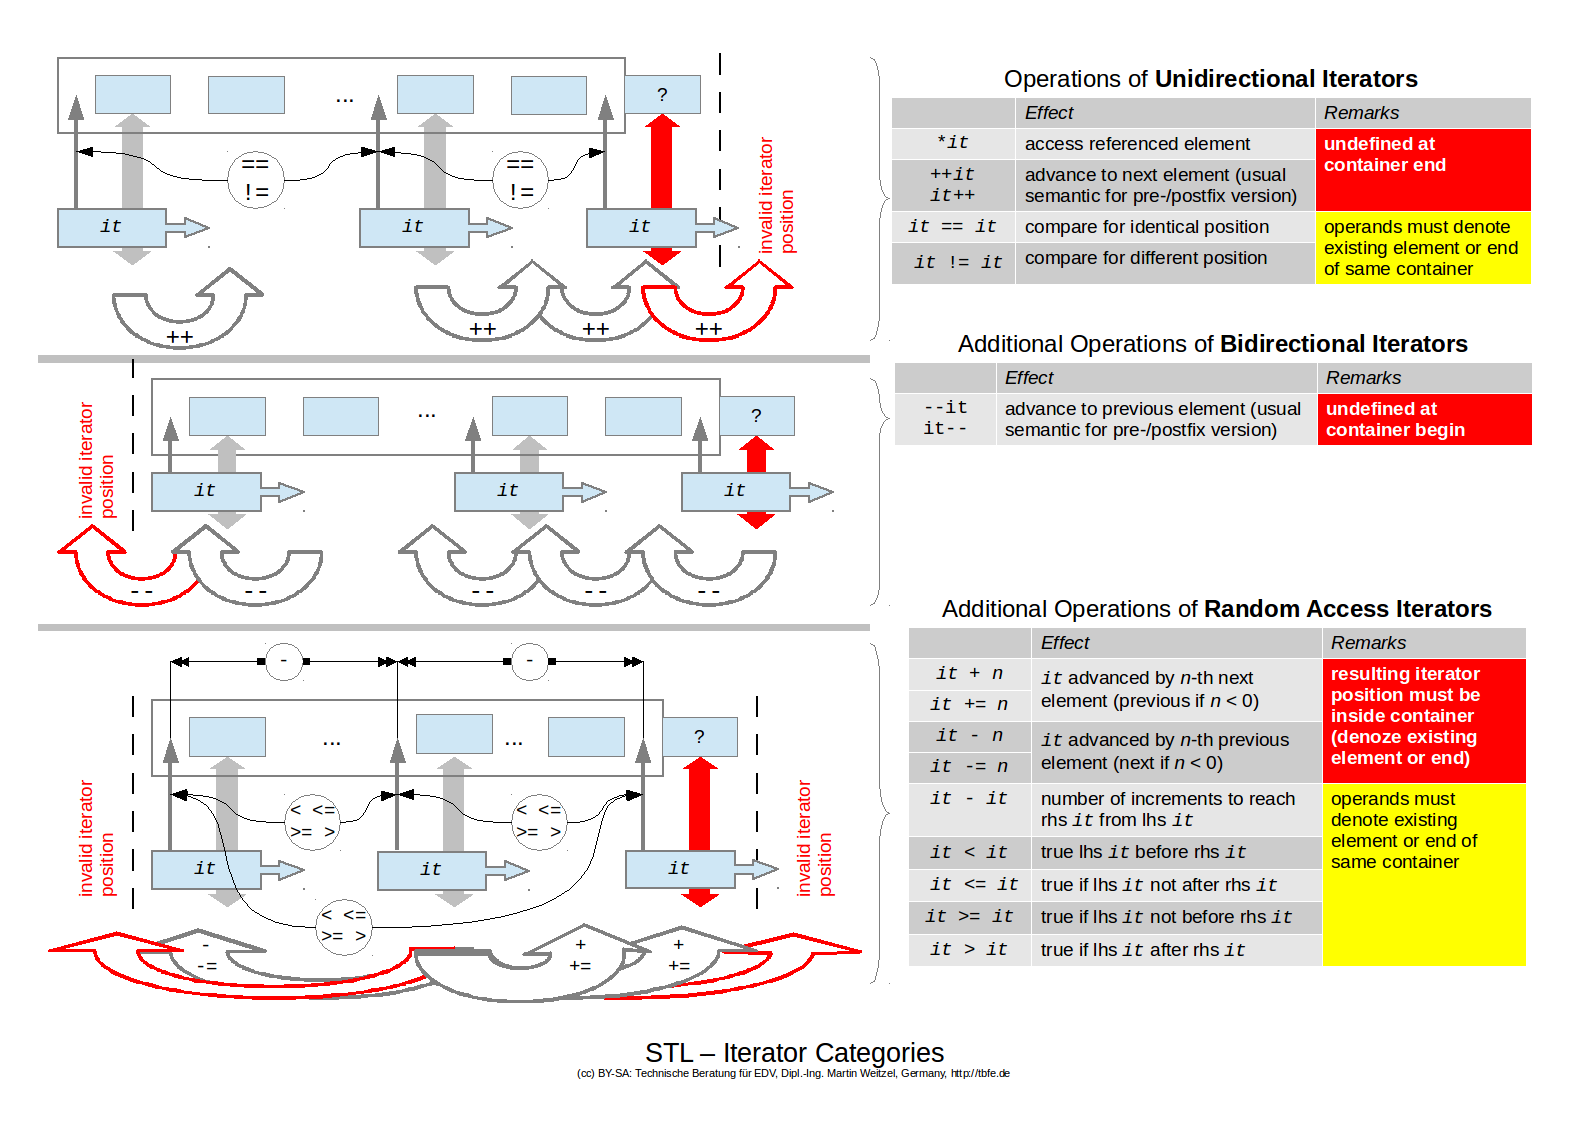 Operations of Unidirectional Iterators
Effect
Remarks
*it
access referenced element
undefined at
container end
++it
it++
advance to next element (usual
semantic for pre-/postfix version)
it == it
compare for identical position
operands must denote
existing element or end
of same container
it != it
compare for different position
...
?
==
!=
==
!=
it
it
it
invalid iterator
position
++
++
++
++
Additional Operations of Bidirectional Iterators
Effect
Remarks
--it
it--
advance to previous element (usual
semantic for pre-/postfix version)
undefined at
container begin
...
?
invalid iterator
position
it
it
it
--
--
--
--
--
Additional Operations of Random Access Iterators
Effect
Remarks
it + n
it += n
it advanced by n-th next
element (previous if n < 0)
resulting iterator
position must be
inside container
(denoze existing
element or end)
it - n
it -= n
it advanced by n-th previous
element (next if n < 0)
it - it
number of increments to reach
rhs it from lhs it
operands must
denote existing
element or end of
same container
it < it
true lhs it before rhs it
it <= it
true if lhs it not after rhs it
it >= it
true if lhs it not before rhs it
it > it
true if lhs it after rhs it
-
-
...
...
?
invalid iterator
position
< <=
>= >
< <=
>= >
invalid iterator
position
it
it
it
< <=
>= >
-
-=
+
+=
+
+=
STL – Iterator Categories
(cc) BY-SA: Technische Beratung für EDV, Dipl.-Ing. Martin Weitzel, Germany, http://tbfe.de